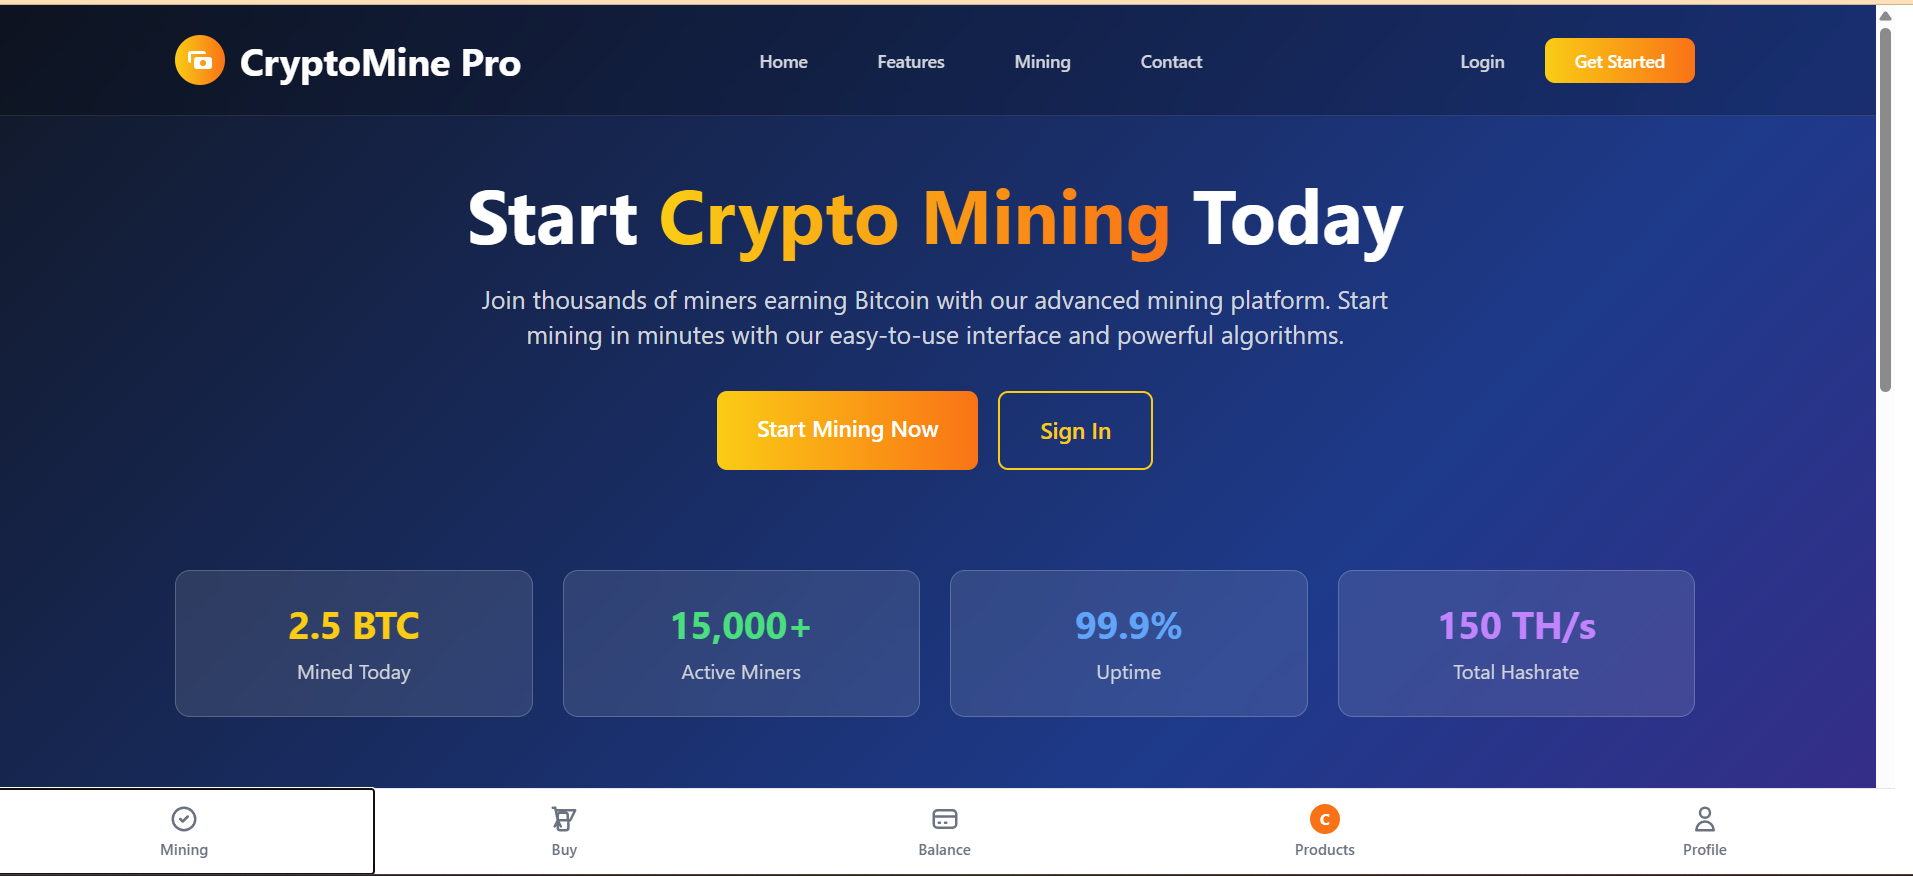 CryptoMine Pro
Home
Features
Mining
Contact
Login
Get Started
Start Crypto Mining Today
Join thousands of miners earning Bitcoin with our advanced mining platform. Start
mining in minutes with our easy-to-use interface and powerful algorithms.
Start Mining Now
Sign In
2.5 BTC
Mined Today
15,000+
Active Miners
99.9%
Uptime
150 TH/s
Total Hashrate
Mining
Buy
Balance
C
Products
Profile